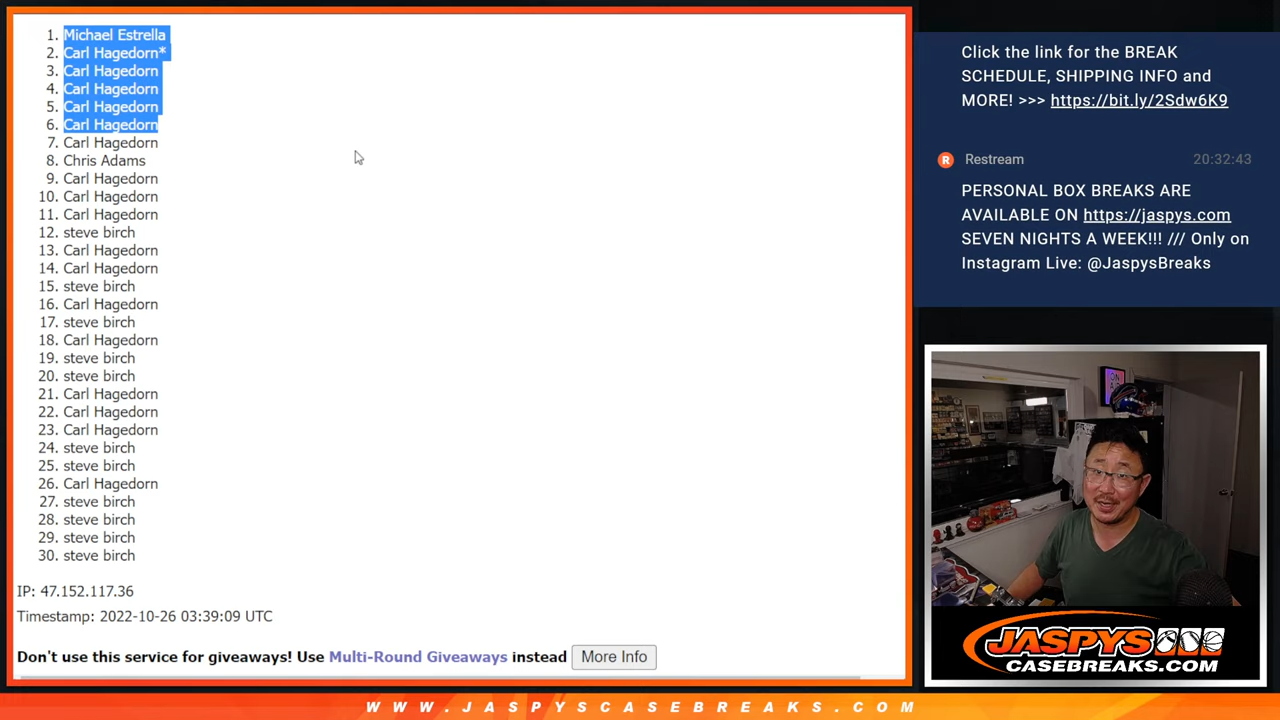 1. Michael Estrella
2. Carl Hagedorn*
3. Carl Hagedorn
4. Carl Hagedorn
5. Carl Hagedorn
6. Carl Hagedorn
7. Carl Hagedorn
8. Chris Adams
9. Carl Hagedorn
10. Carl Hagedorn
11. Carl Hagedorn
12. steve birch
13. Carl Hagedorn
14. Carl Hagedorn
15. steve birch
16. Carl Hagedorn
17. steve birch
18. Carl Hagedorn
19. steve birch
20. steve birch
21. Carl Hagedorn
22. Carl Hagedorn
23. Carl Hagedorn
24. steve birch
25. steve birch
26. Carl Hagedorn
27. steve birch
28. steve birch
29. steve birch
30. steve birch
IP: 47.152.117.36
Timestamp: 2022-10-26 03:39:09 UTC
Don't use this service for giveaways! Use Multi-Round Giveaways instead More Info
Click the link for the BREAK
SCHEDULE, SHIPPING INFO and
MORE! >>> https://bit.ly/2Sdw6K9
R Restream 20:32:43
PERSONAL BOX BREAKS ARE
AVAILABLE ON https://jaspys.com
SEVEN NIGHTS A WEEK!!! /// Only on
Instagram Live: @JaspysBreaks
ON
JASPYS
CASEBREAKS.COM
WWW.JASPYSCASEBREAKS.COM